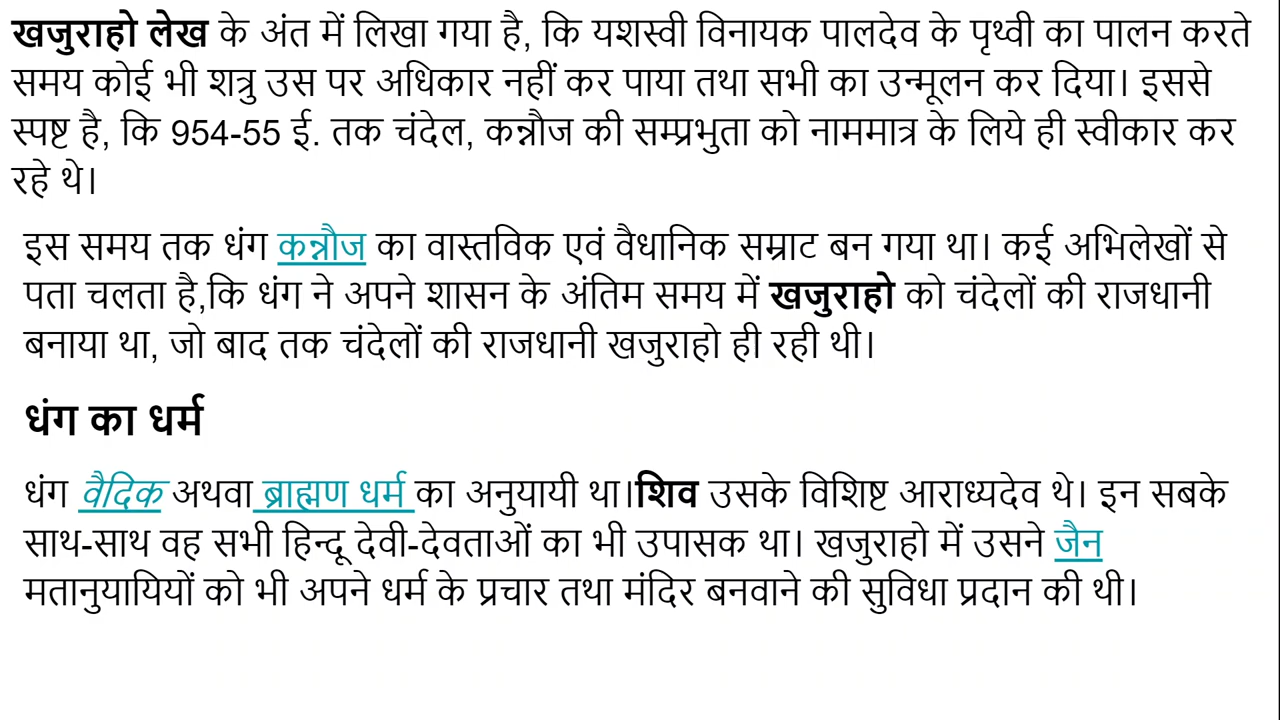 खजुराहो लेख के अंत में लिखा गया है, कि यशस्वी विनायक पालदेव के पृथ्वी का पालन करते
समय कोई भी शत्रु उस पर अधिकार नहीं कर पाया तथा सभी का उन्मूलन कर दिया। इससे
स्पष्ट है, कि 954-55 ई. तक चंदेल, कन्नौज की सम्प्रभुता को नाममात्र के लिये ही स्वीकार कर
रहे थे।
इस समय तक धंग कन्नौज का वास्तविक एवं वैधानिक सम्राट बन गया था। कई अभिलेखों से
पता चलता है,कि धंग ने अपने शासन के अंतिम समय में खजुराहो को चंदेलों की राजधानी
बनाया था, जो बाद तक चंदेलों की राजधानी खजुराहो ही रही थी।
धंग का धर्म
धंग वैदिक अथवा ब्राह्मण धर्म का अनुयायी था।शिव उसके विशिष्ट आराध्यदेव थे। इन सबके
साथ-साथ वह सभी हिन्दू देवी-देवताओं का भी उपासक था। खजुराहो में उसने जैन
मतानुयायियों को भी अपने धर्म के प्रचार तथा मंदिर बनवाने की सुविधा प्रदान की थी।